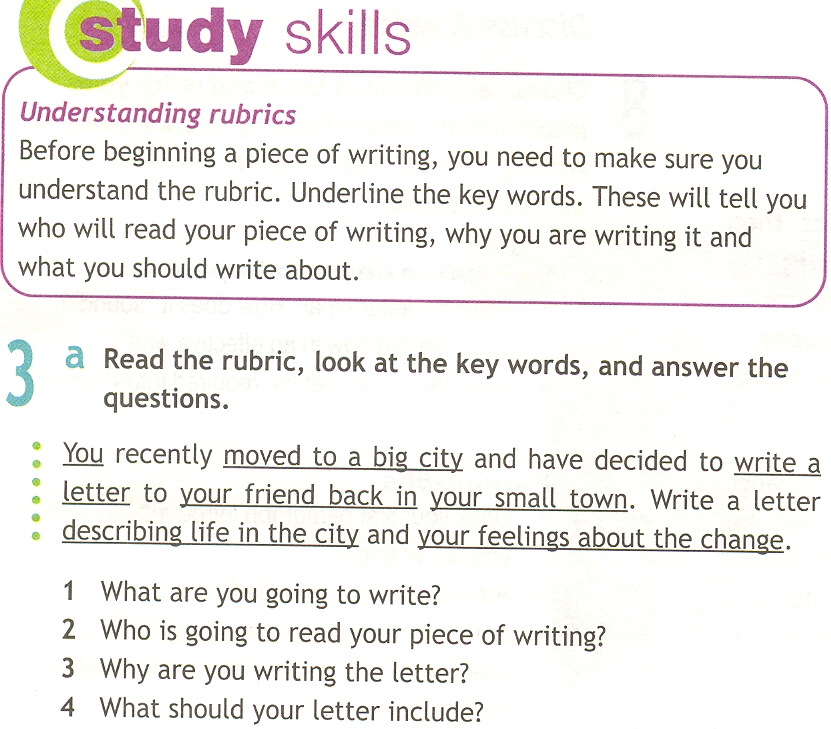 study skills
Understanding rubrics
Before beginning a piece of writing, you need to make sure you
understand the rubric. Underline the key words. These will tell you
who will read your piece of writing, why you are writing it and
what you should write about.
3 a Read the rubric, look at the key words, and answer the
questions.
You recently moved to a big city and have decided to write a
letter to your friend back in your small town. Write a letter
describing life in the city and your feelings about the change.
1 What are you going to write?
2 Who is going to read your piece of writing?
3 Why are you writing the letter?
4 What should your letter include?